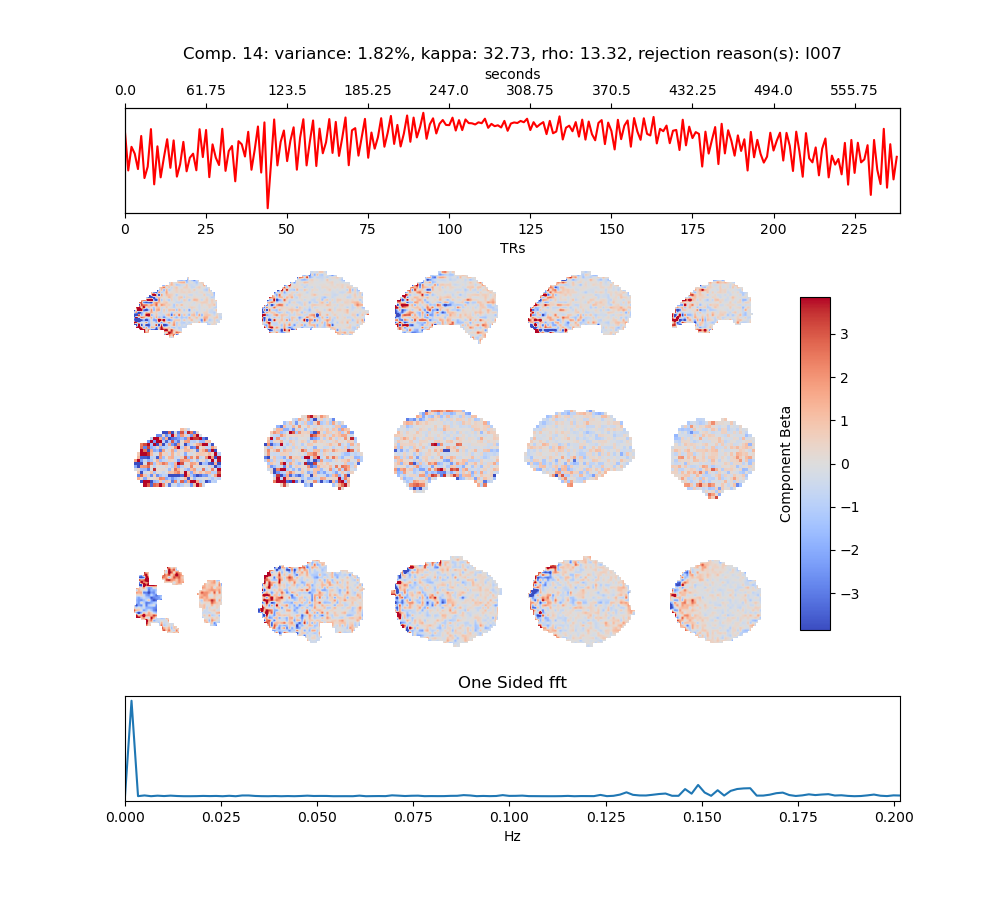 Comp. 14: variance: 1.82%, kappa: 32.73, rho: 13.32, rejection reason(s): I007
seconds
0.0 61.75 123.5 185.25 247.0 308.75 370.5 432.25 494.0 555.75
0 25 50 75 100 125 150 175 200 225
TRs
3
2
1
0
−1
−2
−3
Component Beta
One Sided fft
0.000 0.025 0.050 0.075 0.100 0.125 0.150 0.175 0.200
Hz